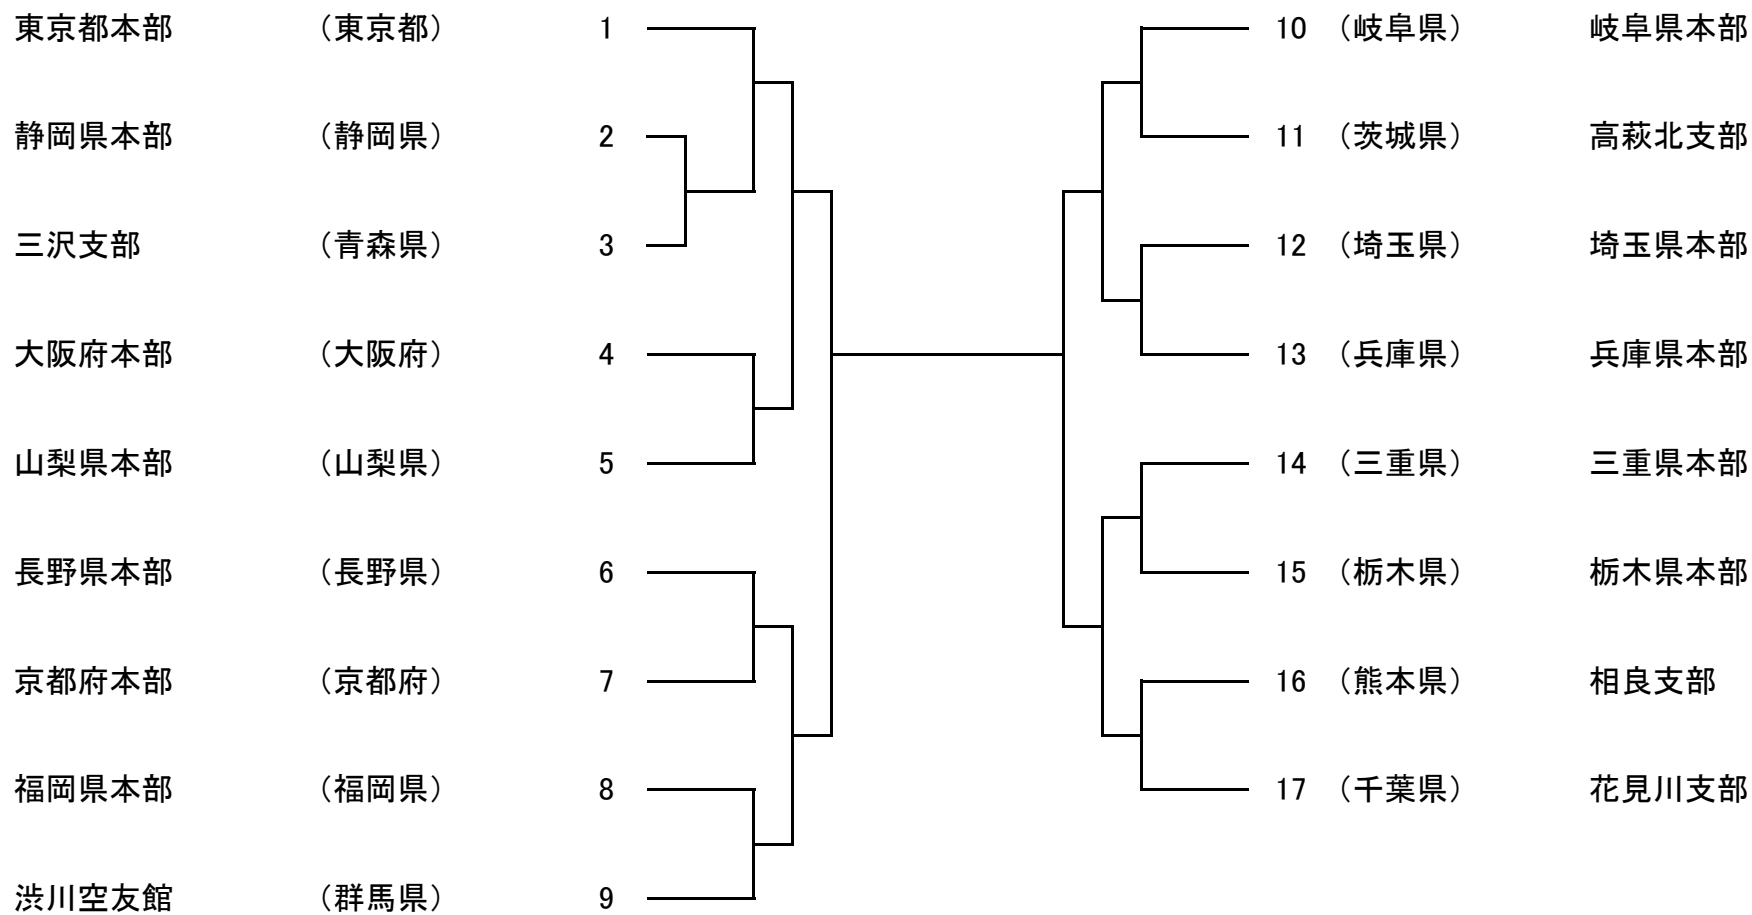 東京都本部 （東京都） 1 10 （岐阜県） 岐阜県本部
静岡県本部 （静岡県） 2 11 （茨城県） 高萩北支部
三沢支部 （青森県） 3 12 （埼玉県） 埼玉県本部
大阪府本部 （大阪府） 4 13 （兵庫県） 兵庫県本部
山梨県本部 （山梨県） 5 14 （三重県） 三重県本部
長野県本部 （長野県） 6 15 （栃木県） 栃木県本部
京都府本部 （京都府） 7 16 （熊本県） 相良支部
福岡県本部 （福岡県） 8 17 （千葉県） 花見川支部
渋川空友館 （群馬県） 9